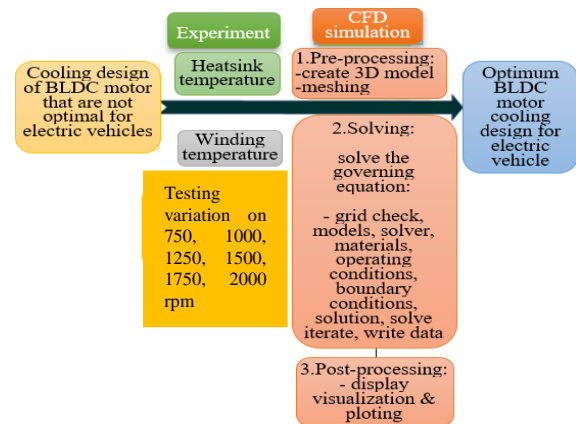 Experiment
CFD
simulation
Cooling design
of BLDC motor
that are not
optimal for
electric vehicles
Heatsink
temperature
Winding
temperature
Testing
variation on
750, 1000,
1250, 1500,
1750, 2000
rpm
1.Pre-processing:
-create 3D model
-meshing
2.Solving:
solve the
governing
equation:
- grid check,
models, solver,
materials,
operating
conditions,
boundary
conditions,
solution, solve
iterate, write data
3.Post-processing:
- display
visualization &
ploting
Optimum
BLDC
motor
cooling
design for
electric
vehicle